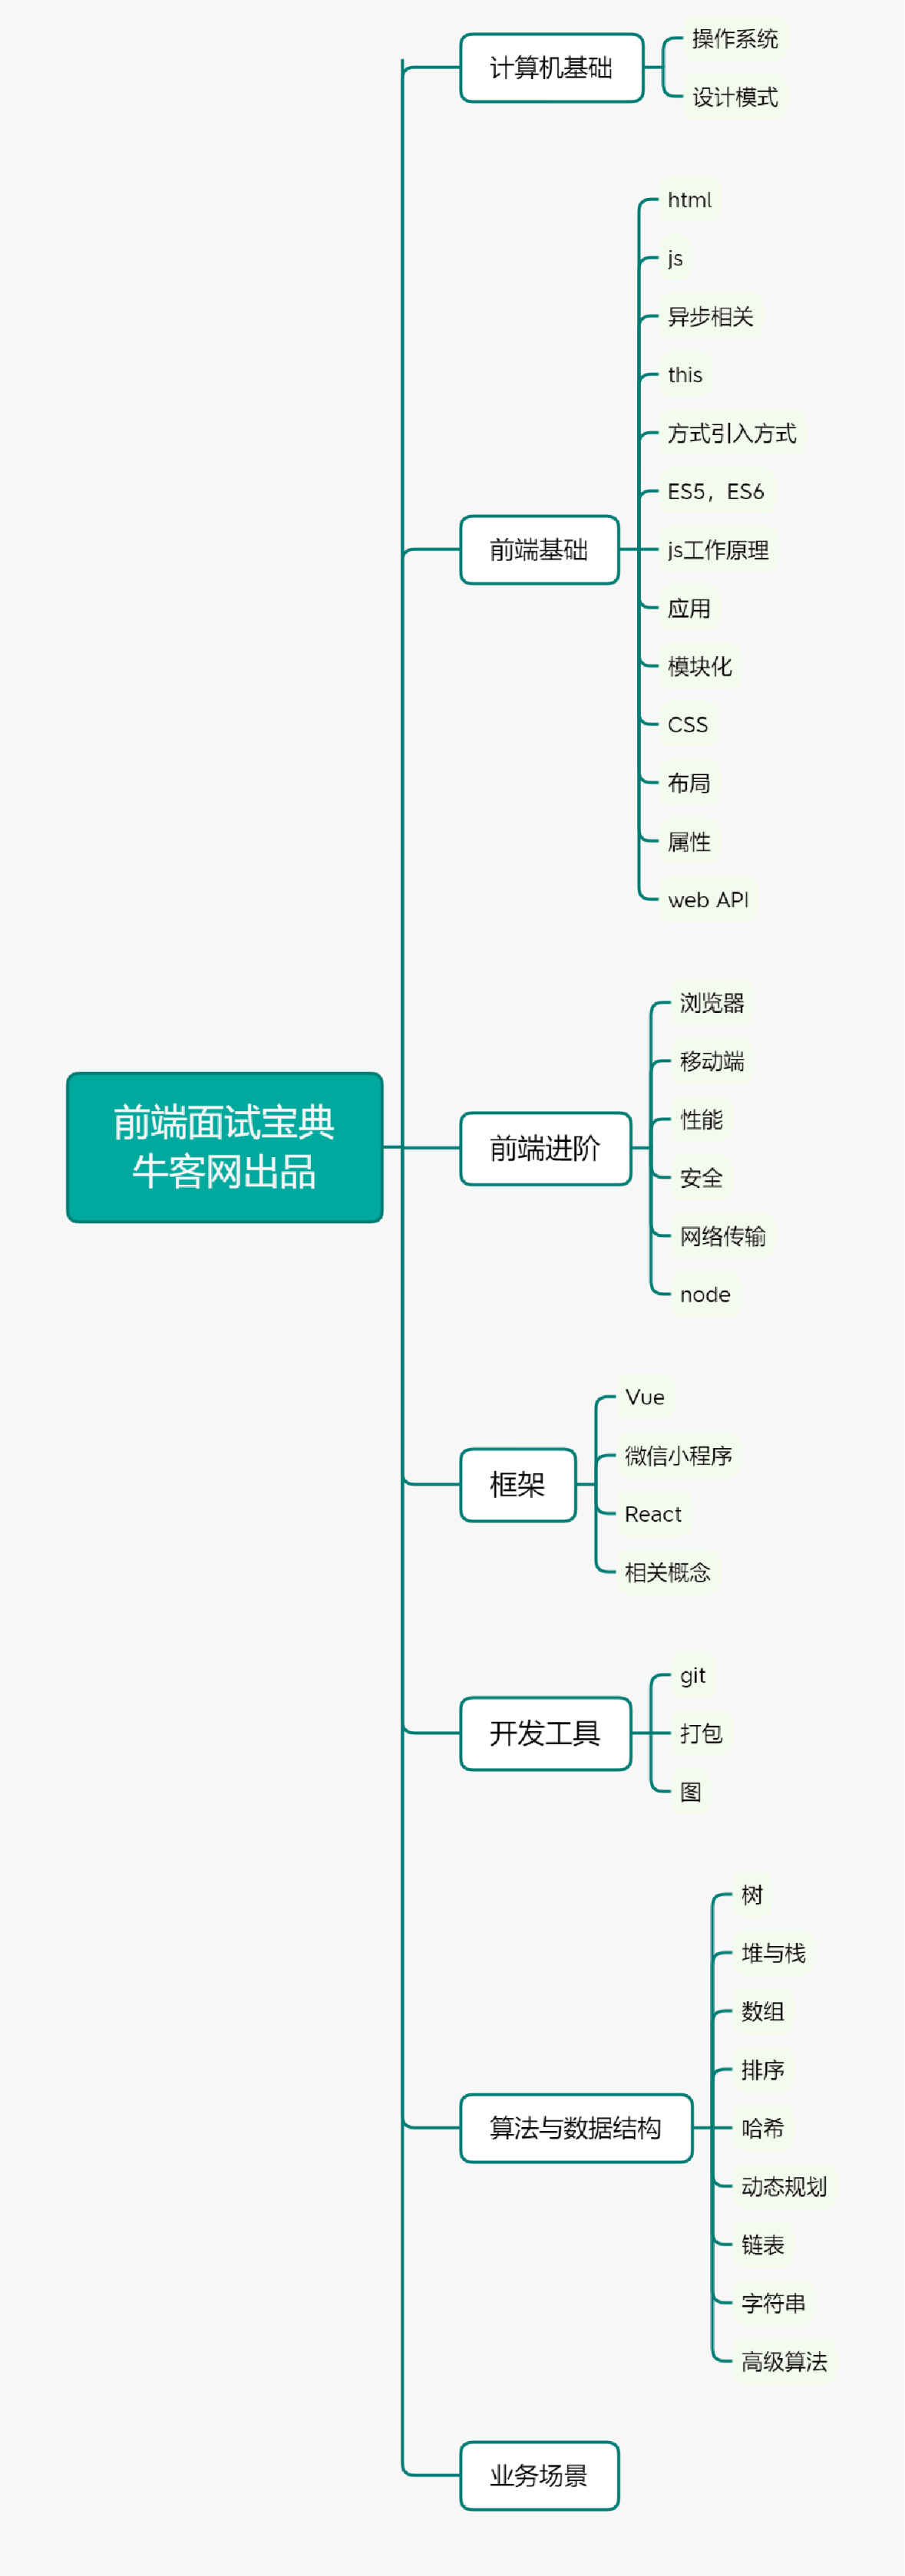 前端面试宝典
牛客网出品
计算机基础
操作系统
设计模式
前端基础
html
js
异步相关
this
方式引入方式
ES5，ES6
js工作原理
应用
模块化
CSS
布局
属性
web API
前端进阶
浏览器
移动端
性能
安全
网络传输
node
框架
Vue
微信小程序
React
相关概念
开发工具
git
打包
图
算法与数据结构
树
堆与栈
数组
排序
哈希
动态规划
链表
字符串
高级算法
业务场景